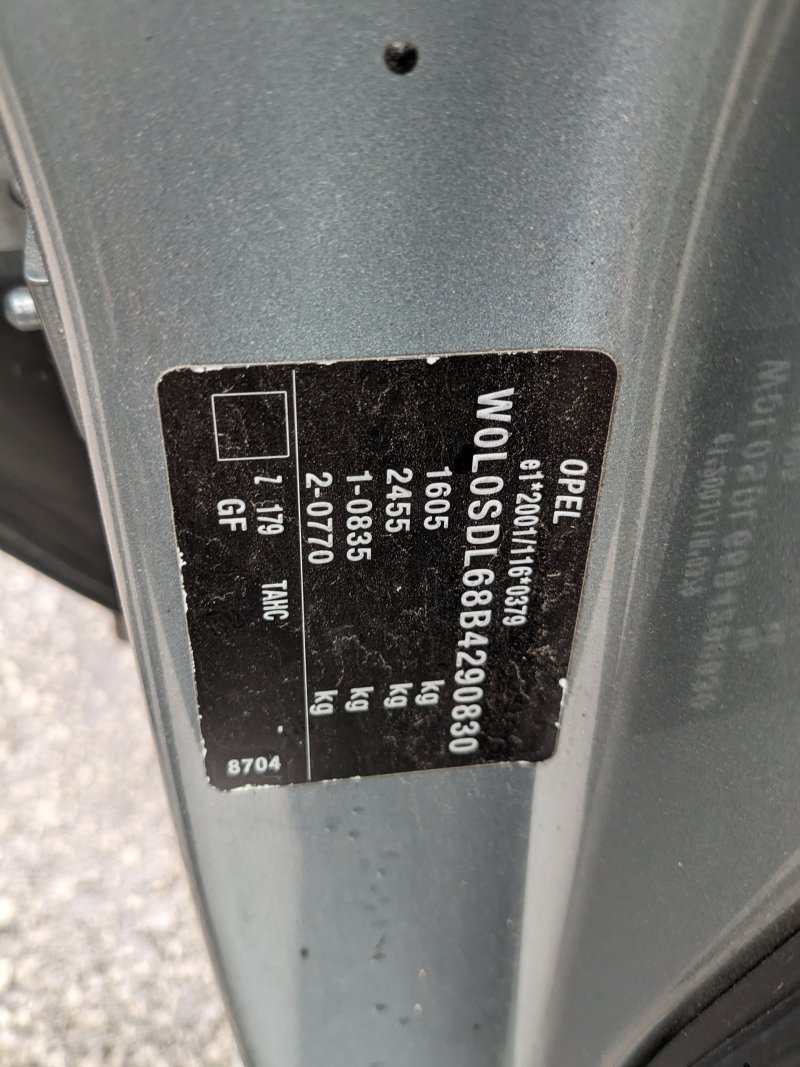 OPEL
e1*2001/116*0379
W0L0SDL68B4290830
1605 kg
2455 kg
1-0835 kg
2-0770 kg
Z 179 TAHC
GF
8704